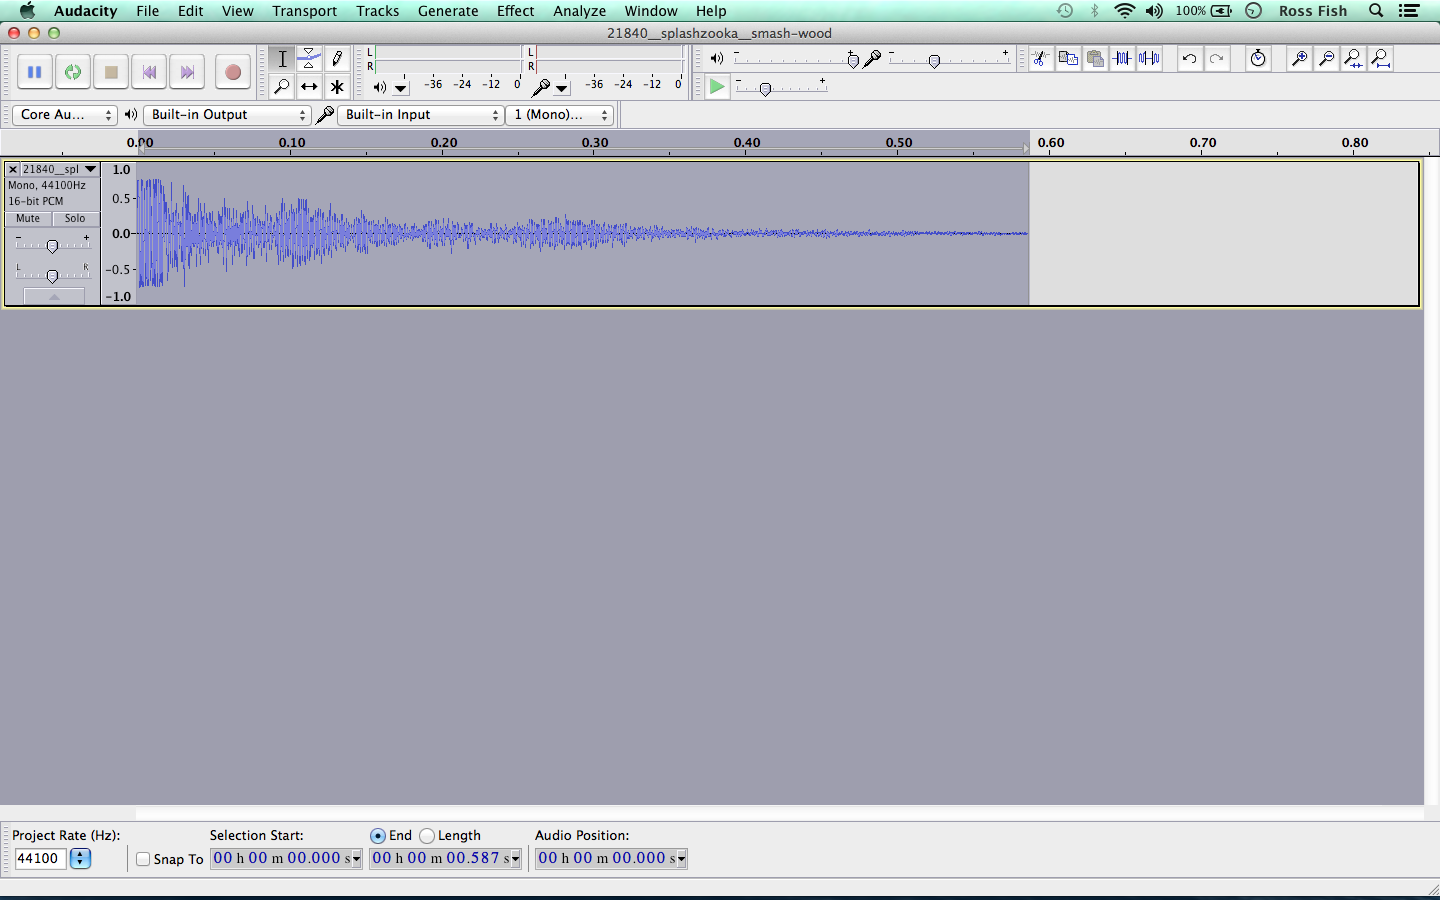 Audacity File Edit View Transport Tracks Generate Effect Analyze Window Help 100% Ross Fish
21840__splashzooka__smash-wood
L R -36 -24 -12 0 L R -36 -24 -12 0 - + - +
- +
Core Au... Built-in Output Built-in Input 1 (Mono)...
0.00 0.10 0.20 0.30 0.40 0.50 0.60 0.70 0.80
21840__spl 1.0
Mono, 44100Hz
16-bit PCM 0.5
Mute Solo
- + 0.0
L R -0.5
-1.0
Project Rate (Hz): Selection Start: End Length Audio Position:
44100 Snap To 00 h 00 m 00.000 s 00 h 00 m 00.587 s 00 h 00 m 00.000 s